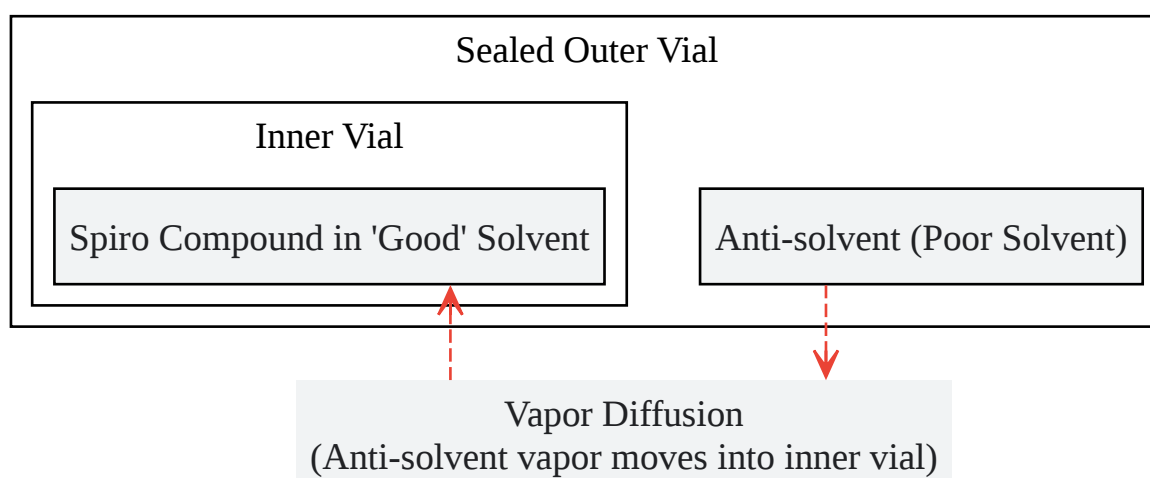 Sealed Outer Vial
Inner Vial
Spiro Compound in 'Good' Solvent
Anti-solvent (Poor Solvent)
Vapor Diffusion
(Anti-solvent vapor moves into inner vial)